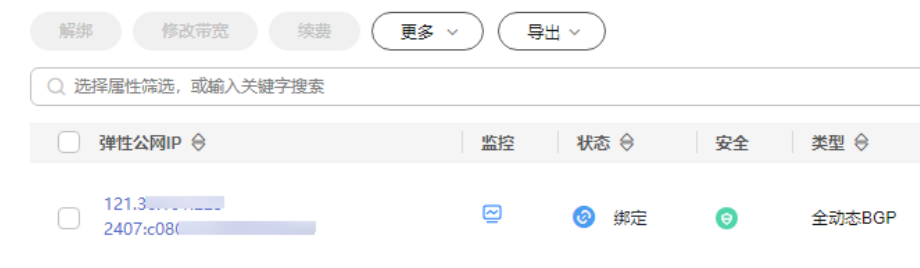 解绑 修改带宽 续费 更多 导出
选择属性筛选，或输入关键字搜索
弹性公网IP 监控 状态 安全 类型
121.3
2407:c08
绑定 全动态BGP